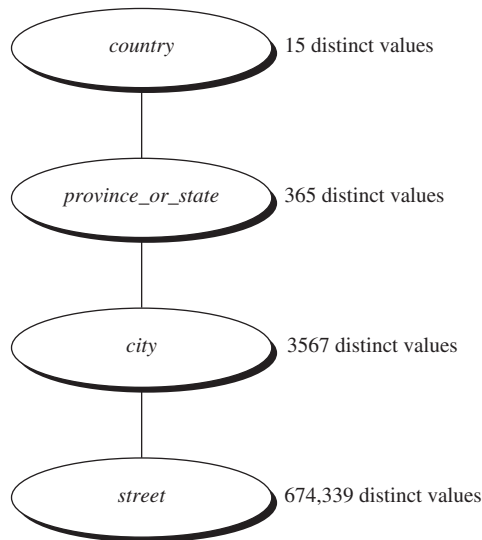 country 15 distinct values
province_or_state 365 distinct values
city 3567 distinct values
street 674,339 distinct values